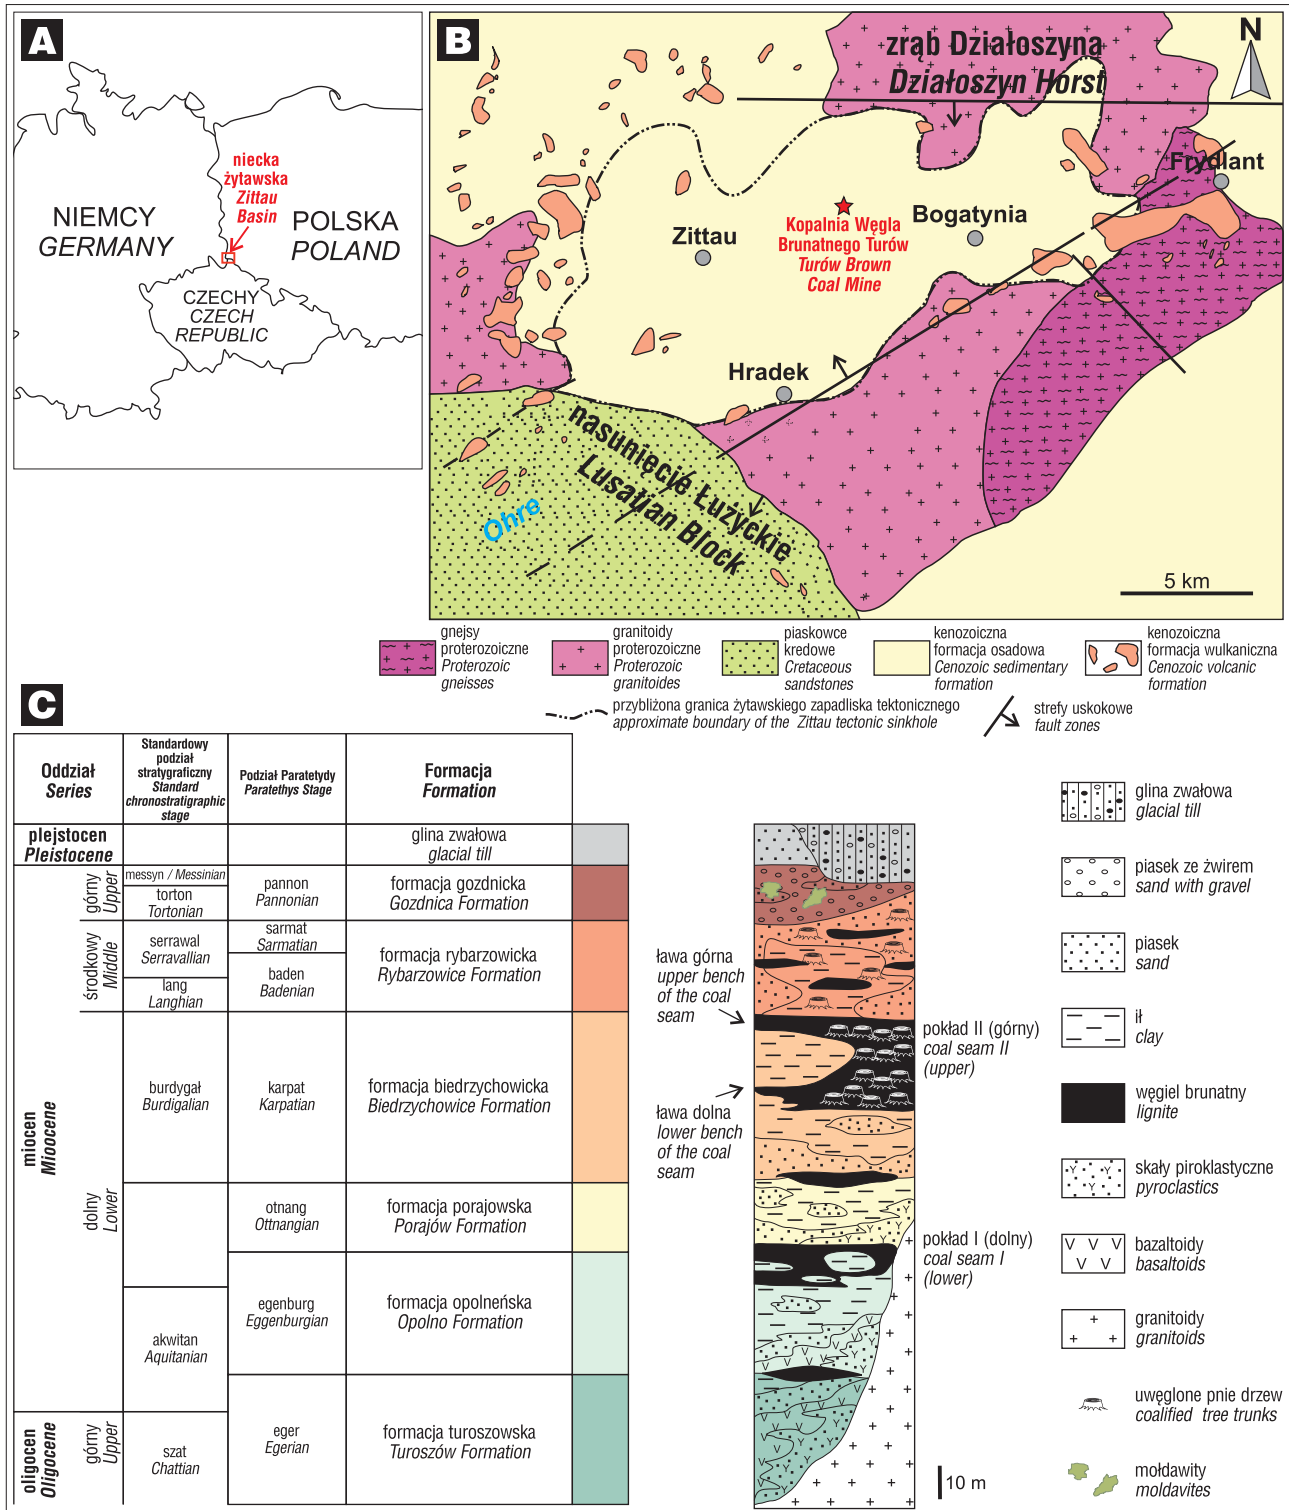 A
niecka
żytawska
Zittau
Basin
NIEMCY
GERMANY
POLSKA
POLAND
CZECHY
CZECH
REPUBLIC
B
zrąb Działoszyna
Działoszyn Horst
N
Frydlant
Bogatynia
Zittau
Kopalnia Węgla
Brunatnego Turów
Turów Brown
Coal Mine
Hradek
nasunięcie Łużyckie
Lusatian Block
Ohre
5 km
gnejsy
proterozoiczne
Proterozoic
gneisses
granitoidy
proterozoiczne
Proterozoic
granitoides
piaskowce
kredowe
Cretaceous
sandstones
kenozoiczna
formacja osadowa
Cenozoic sedimentary
formation
kenozoiczna
formacja wulkaniczna
Cenozoic volcanic
formation
przybliżona granica żytawskiego zapadliska tektonicznego
approximate boundary of the Zittau tectonic sinkhole
strefy uskokowe
fault zones
C
Oddział
Series
Standardowy
podział
stratygraficzny
Standard
chronostratigraphic
stage
Podział Paratetydy
Paratethys Stage
Formacja
Formation
plejstocen
Pleistocene
glina zwałowa
glacial till
miocen
Mioocene
górny
Upper
messyn / Messinian
torton
Tortonian
pannon
Pannonian
formacja gozdnicka
Gozdnica Formation
środkowy
Middle
serrawal
Serravallian
lang
Langhian
sarmat
Sarmatian
baden
Badenian
formacja rybarzowicka
Rybarzowice Formation
dolny
Lower
burdygał
Burdigalian
karpat
Karpatian
formacja biedrzychowicka
Biedrzychowice Formation
otnang
Ottnangian
formacja porajowska
Porajów Formation
akwitan
Aquitanian
egenburg
Eggenburgian
formacja opolneńska
Opolno Formation
oligocen
Oligocene
górny
Upper
szat
Chattian
eger
Egerian
formacja turoszowska
Turoszów Formation
ława górna
upper bench
of the coal
seam
ława dolna
lower bench
of the coal
seam
pokład II (górny)
coal seam II
(upper)
pokład I (dolny)
coal seam I
(lower)
10 m
glina zwałowa
glacial till
piasek ze żwirem
sand with gravel
piasek
sand
ił
clay
węgiel brunatny
lignite
skały piroklastyczne
pyroclastics
bazaltoidy
basaltoids
granitoidy
granitoids
uwęglone pnie drzew
coalified tree trunks
mołdawity
moldavites